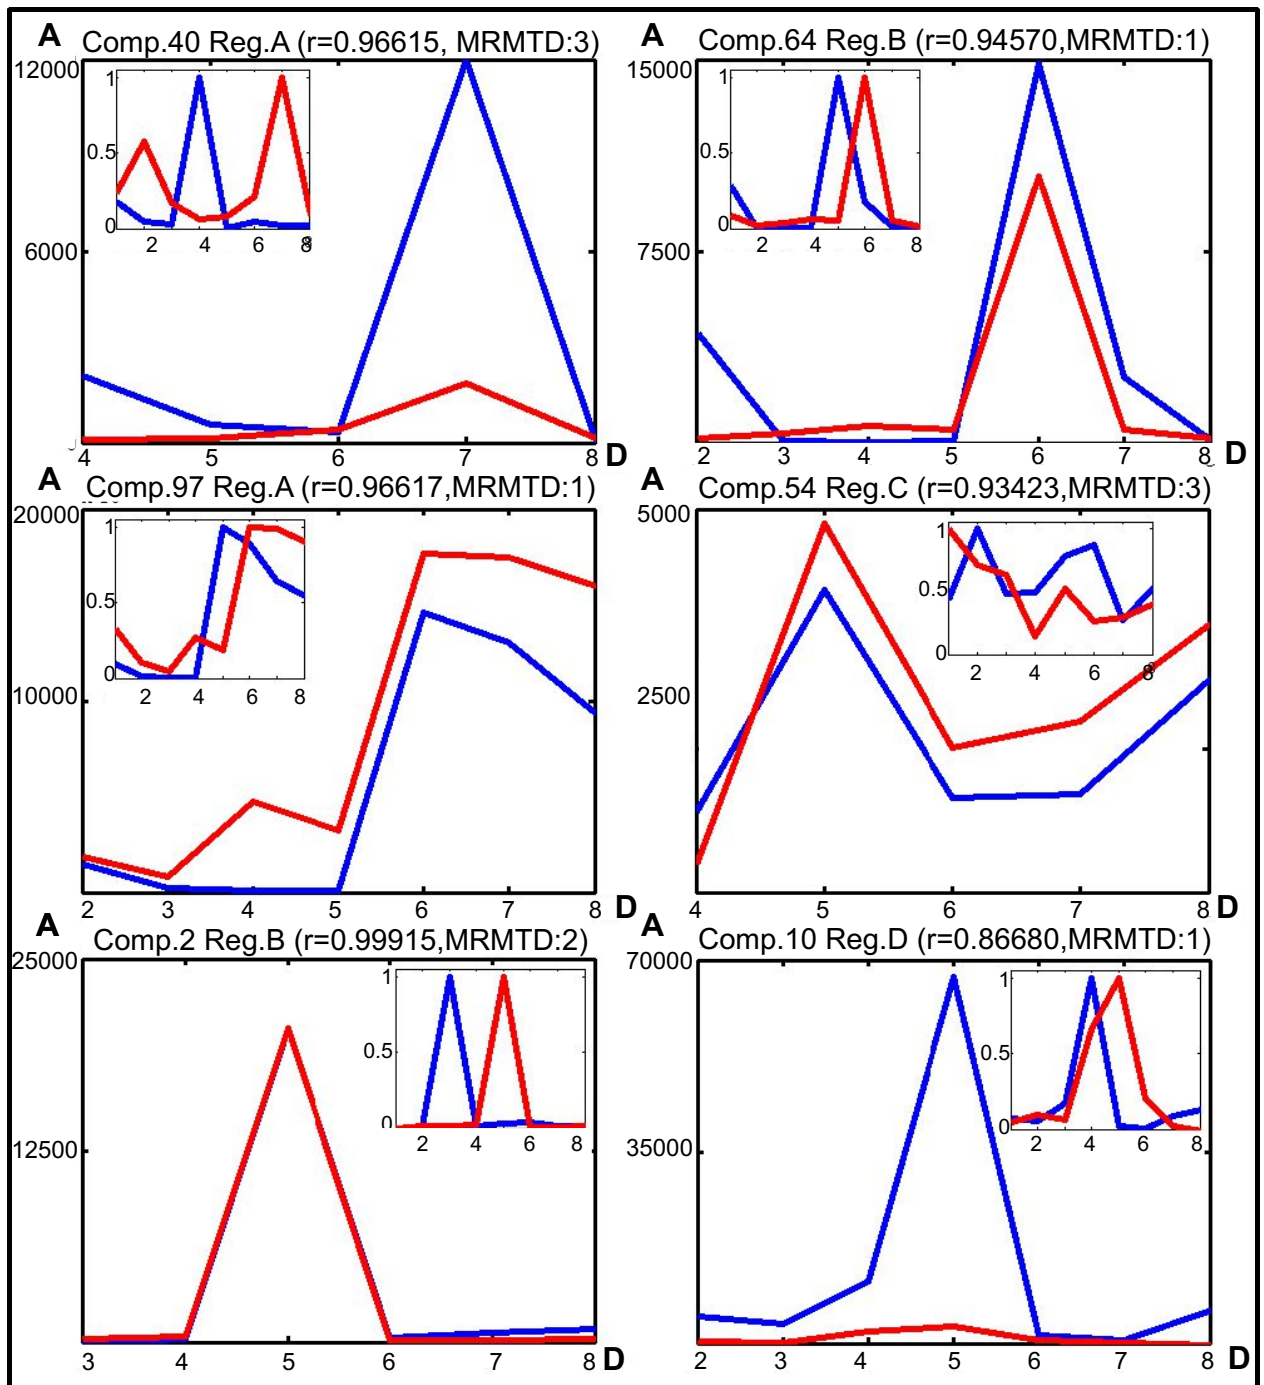 A Comp.40 Reg.A (r=0.96615, MRMTD:3)
12000
6000
1
0.5
0
2 4 6 8
4 5 6 7 8 D
A Comp.64 Reg.B (r=0.94570,MRMTD:1)
15000
7500
1
0.5
0
2 4 6 8
2 3 4 5 6 7 8 D
A Comp.97 Reg.A (r=0.96617,MRMTD:1)
20000
10000
1
0.5
0
2 4 6 8
2 3 4 5 6 7 8 D
A Comp.54 Reg.C (r=0.93423,MRMTD:3)
5000
2500
1
0.5
0
2 4 6 8
4 5 6 7 8 D
A Comp.2 Reg.B (r=0.99915,MRMTD:2)
25000
12500
1
0.5
0
2 4 6 8
3 4 5 6 7 8 D
A Comp.10 Reg.D (r=0.86680,MRMTD:1)
70000
35000
1
0.5
0
2 4 6 8
2 3 4 5 6 7 8 D